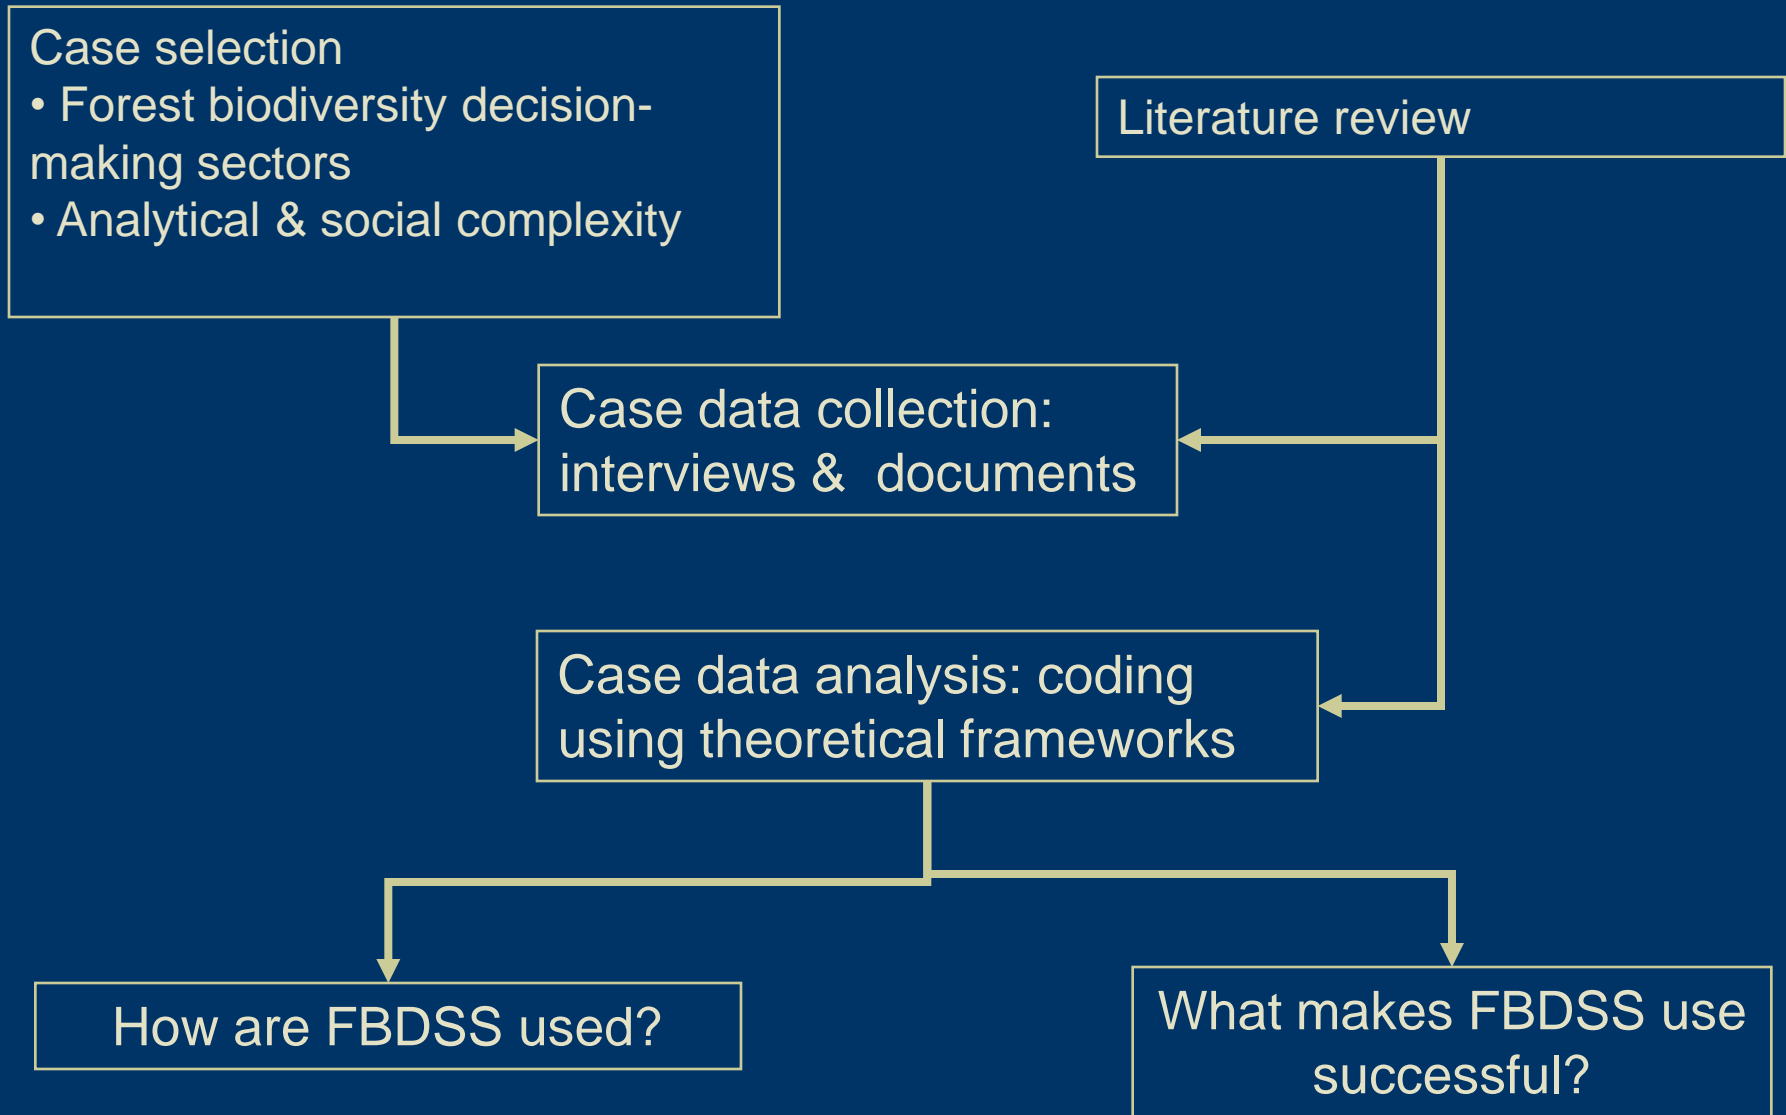 Case selection
• Forest biodiversity decision-
making sectors
• Analytical & social complexity
Literature review
Case data collection:
interviews &  documents
Case data analysis: coding
using theoretical frameworks
How are FBDSS used?
What makes FBDSS use
successful?